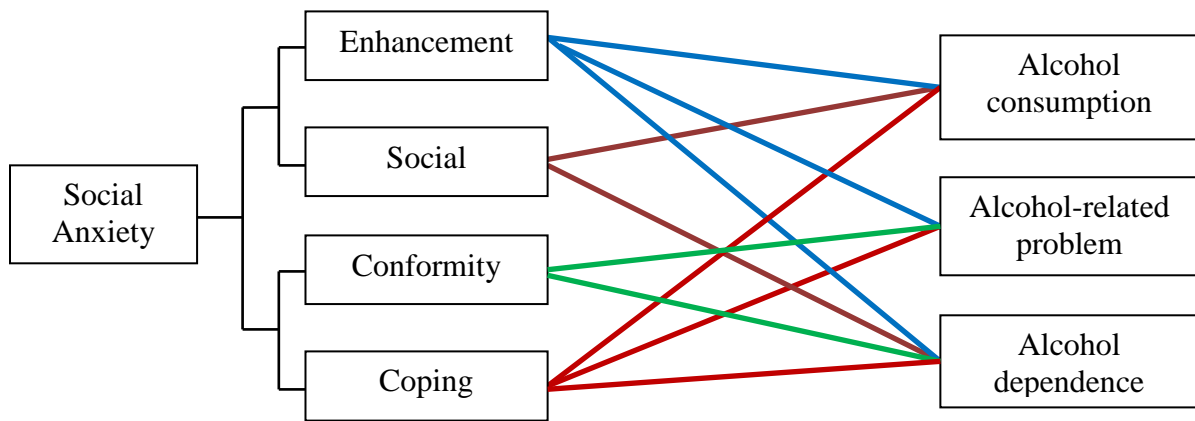 Social
Anxiety
Enhancement
Social
Conformity
Coping
Alcohol
consumption
Alcohol-related
problem
Alcohol
dependence